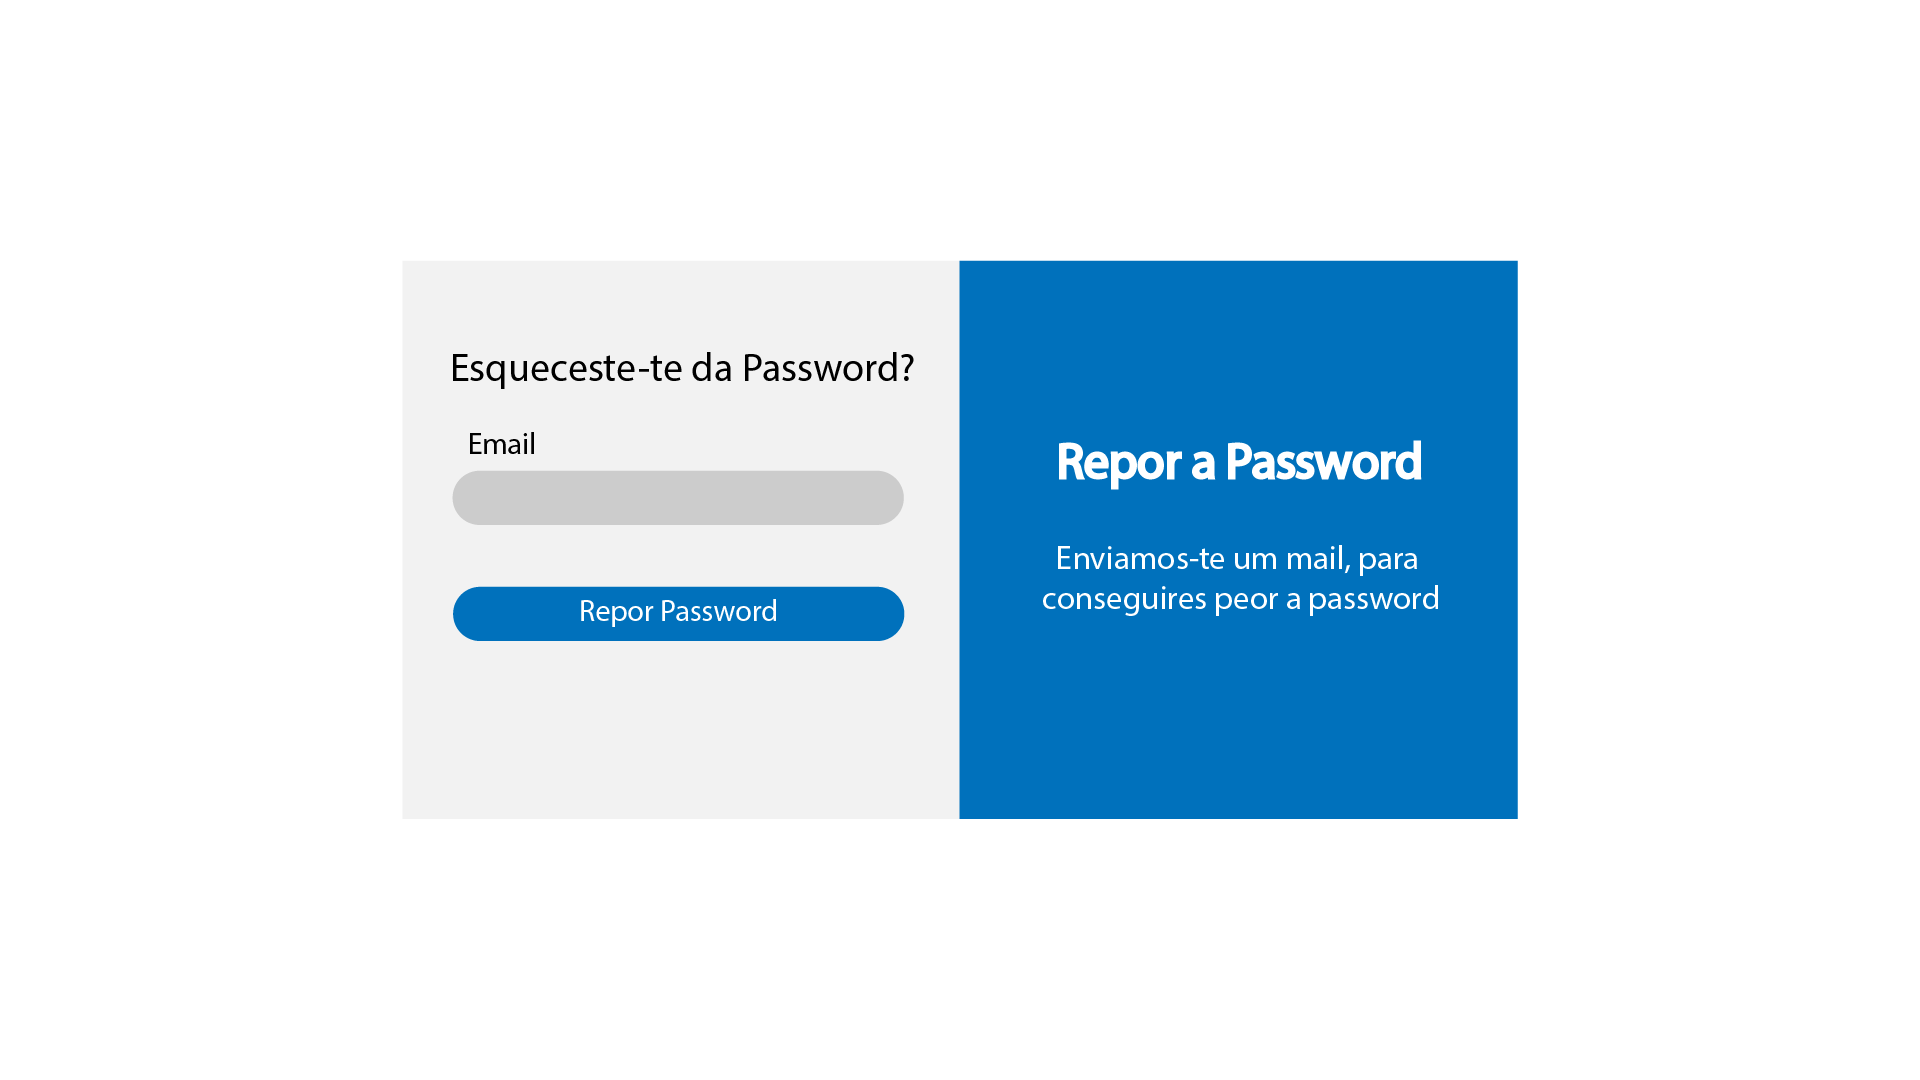 Esqueceste-te da Password?
Email
Repor Password
Repor a Password
Enviamos-te um mail, para
conseguires peor a password